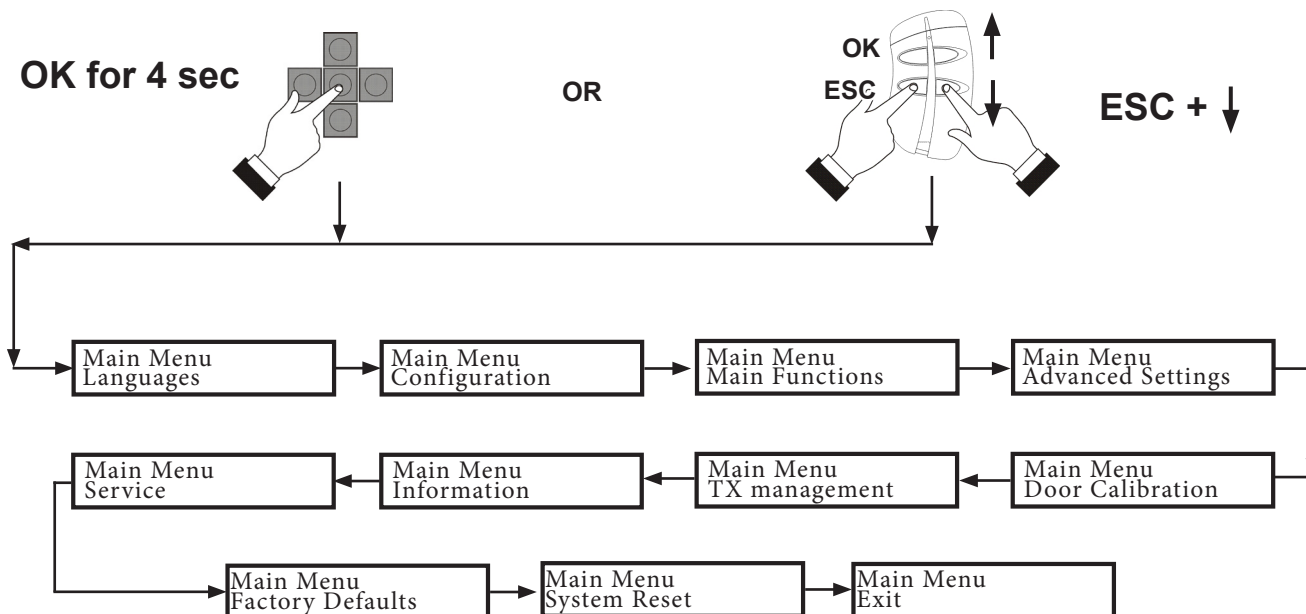 OK for 4 sec
OR
OK
ESC
ESC +
Main Menu
Languages
Main Menu
Configuration
Main Menu
Main Functions
Main Menu
Advanced Settings
Main Menu
Service
Main Menu
Information
Main Menu
TX management
Main Menu
Door Calibration
Main Menu
Factory Defaults
Main Menu
System Reset
Main Menu
Exit